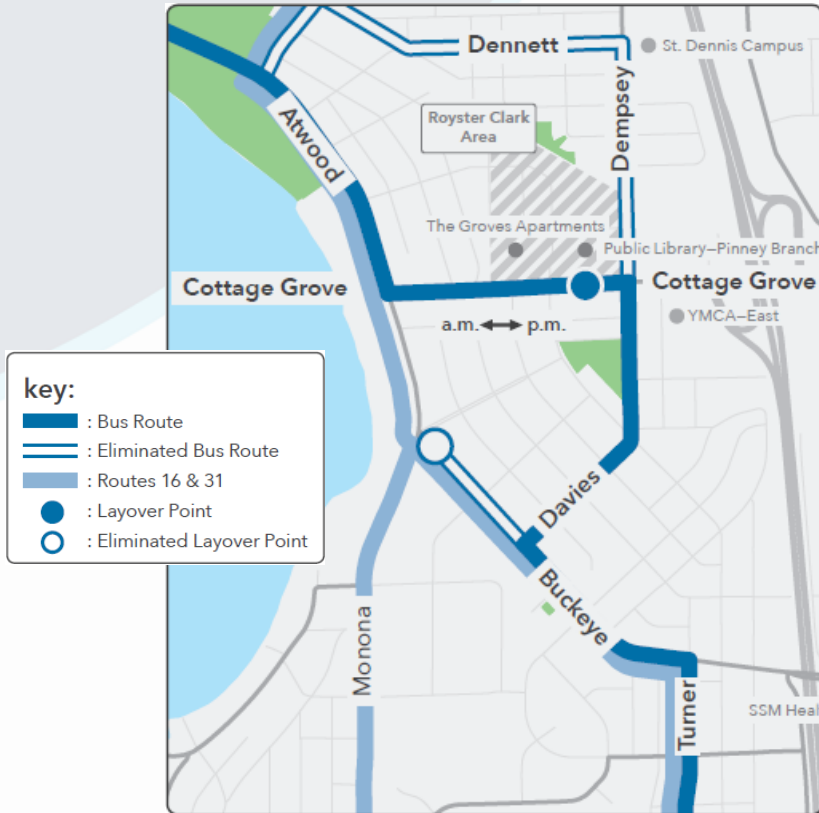 Dennett
St. Dennis Campus
Dempsey
Royster Clark
Area
Atwood
The Groves Apartments
Public Library–Pinney Branch
Cottage Grove
Cottage Grove
a.m.
p.m.
YMCA–East
key:
: Bus Route
: Eliminated Bus Route
: Routes 16 & 31
: Layover Point
: Eliminated Layover Point
Davies
Buckeye
Monona
Turner
SSM Heal